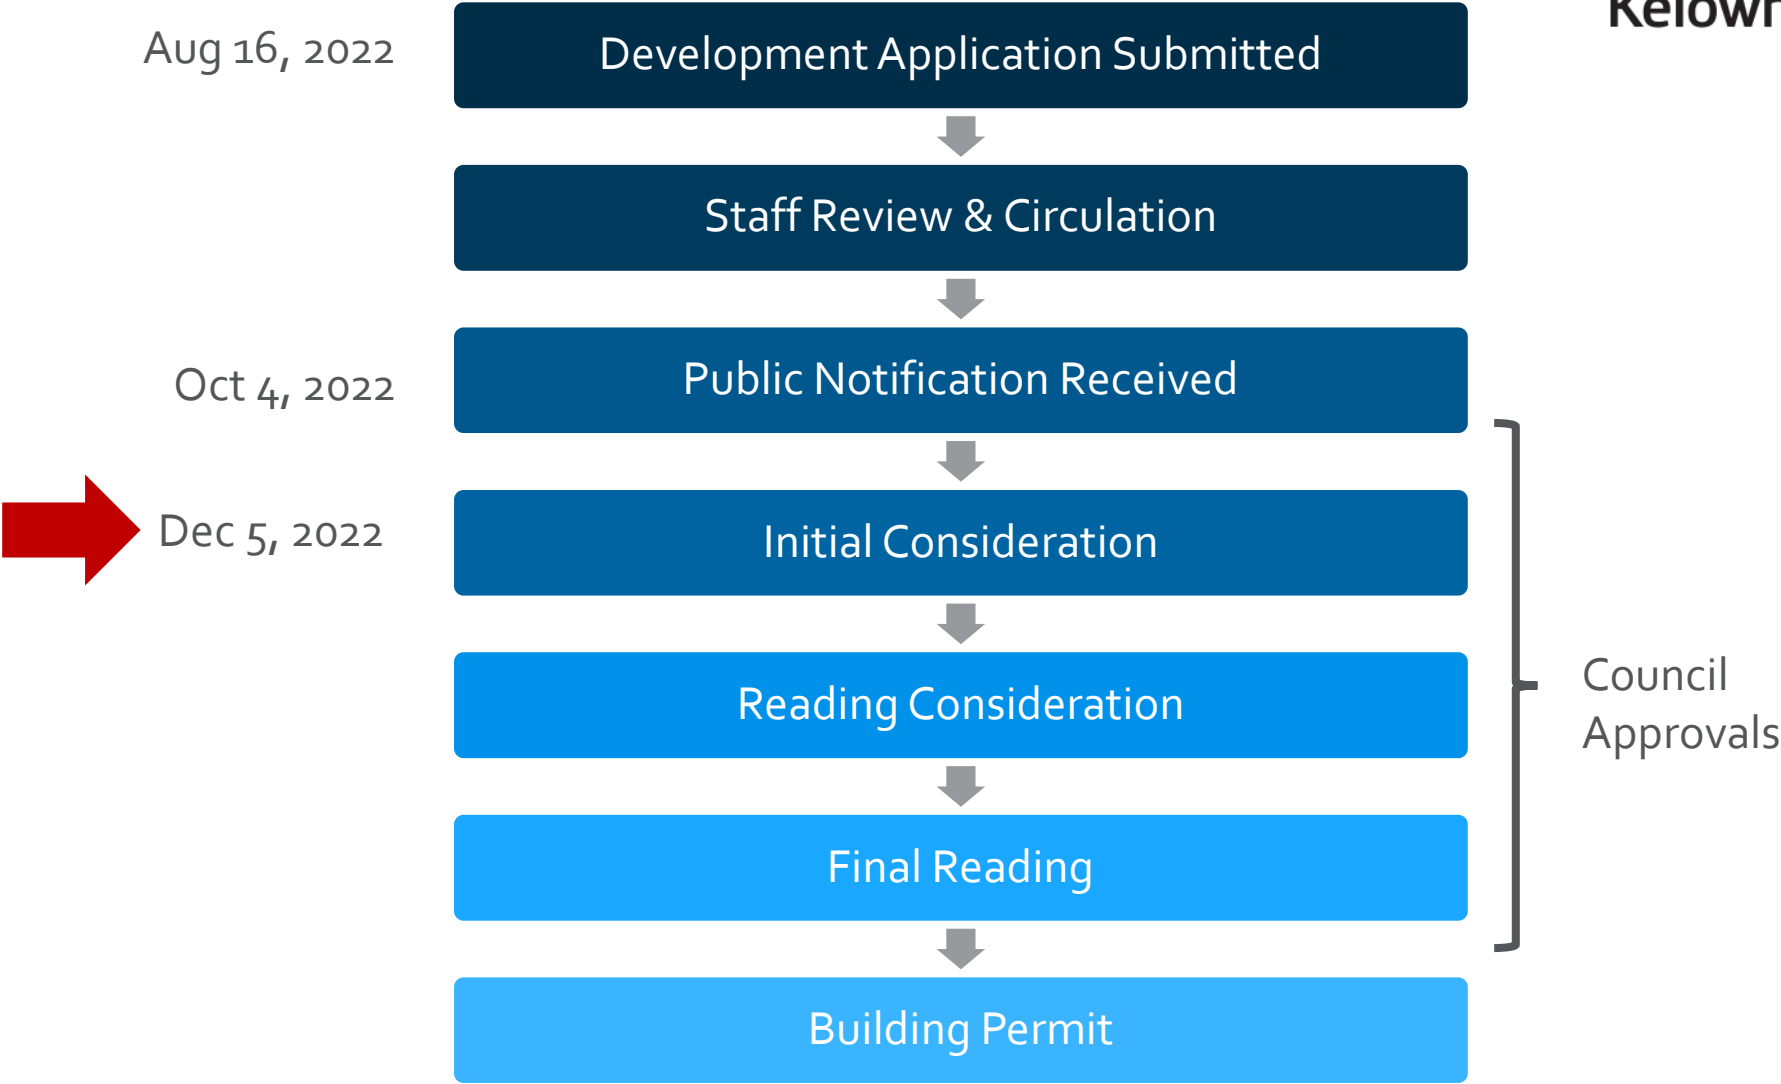 Aug 16, 2022
Development Application Submitted
Staff Review & Circulation
Oct 4, 2022
Public Notification Received
Dec 5, 2022
Initial Consideration
Reading Consideration
Council
Approvals
Final Reading
Building Permit